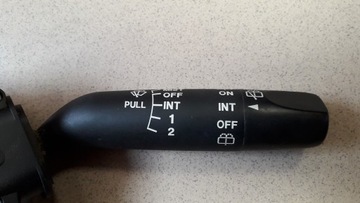 OFF ON
PULL INT INT
1 OFF
2